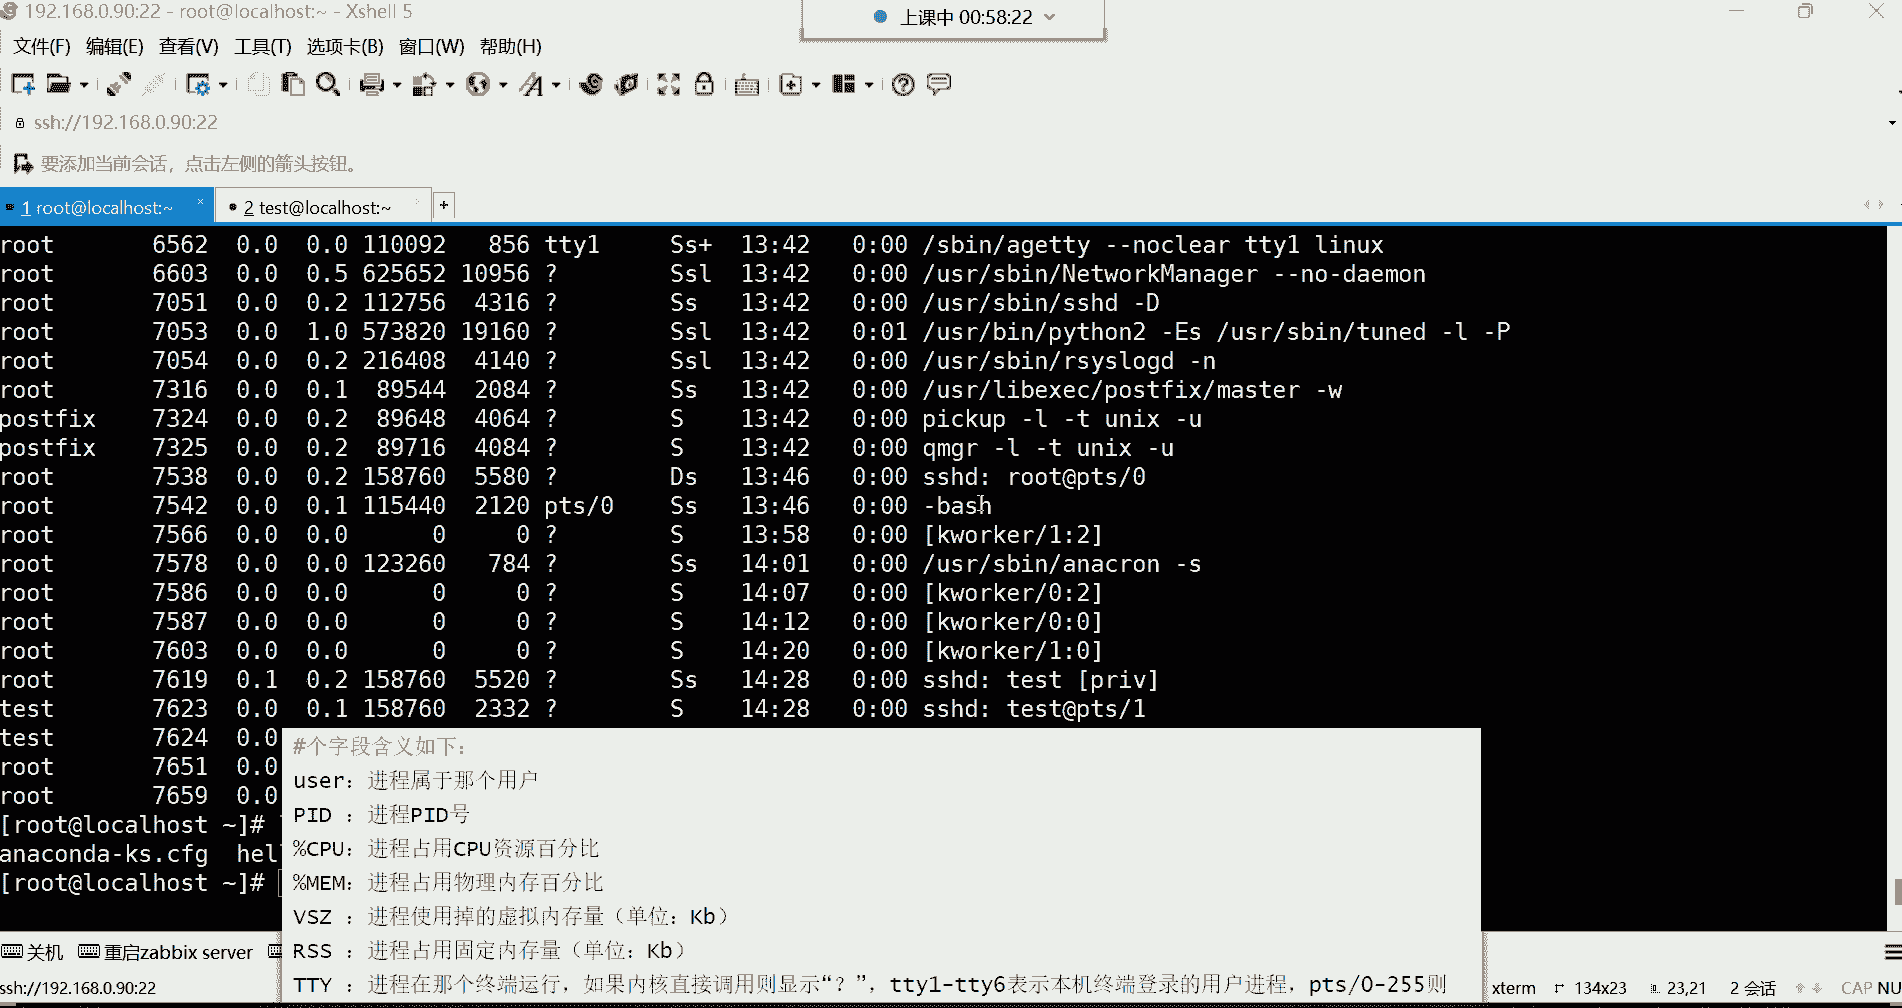 192.168.0.90:22 - root@localhost:~ - Xshell 5
上课中 00:58:22
文件(F) 编辑(E) 查看(V) 工具(T) 选项卡(B) 窗口(W) 帮助(H)
ssh://192.168.0.90:22
要添加当前会话，点击左侧的箭头按钮。
1 root@localhost:~ × 2 test@localhost:~ +
root 6562 0.0 0.0 110092 856 tty1 Ss+ 13:42 0:00 /sbin/agetty --noclear tty1 linux
root 6603 0.0 0.5 625652 10956 ? Ssl 13:42 0:00 /usr/sbin/NetworkManager --no-daemon
root 7051 0.0 0.2 112756 4316 ? Ss 13:42 0:00 /usr/sbin/sshd -D
root 7053 0.0 1.0 573820 19160 ? Ssl 13:42 0:01 /usr/bin/python2 -Es /usr/sbin/tuned -l -P
root 7054 0.0 0.2 216408 4140 ? Ssl 13:42 0:00 /usr/sbin/rsyslogd -n
root 7316 0.0 0.1 89544 2084 ? Ss 13:42 0:00 /usr/libexec/postfix/master -w
postfix 7324 0.0 0.2 89648 4064 ? S 13:42 0:00 pickup -l -t unix -u
postfix 7325 0.0 0.2 89716 4084 ? S 13:42 0:00 qmgr -l -t unix -u
root 7538 0.0 0.2 158760 5580 ? Ds 13:46 0:00 sshd: root@pts/0
root 7542 0.0 0.1 115440 2120 pts/0 Ss 13:46 0:00 -bash
root 7566 0.0 0.0 0 0 ? S 13:58 0:00 [kworker/1:2]
root 7578 0.0 0.0 123260 784 ? Ss 14:01 0:00 /usr/sbin/anacron -s
root 7586 0.0 0.0 0 0 ? S 14:07 0:00 [kworker/0:2]
root 7587 0.0 0.0 0 0 ? S 14:12 0:00 [kworker/0:0]
root 7603 0.0 0.0 0 0 ? S 14:20 0:00 [kworker/1:0]
root 7619 0.1 0.2 158760 5520 ? Ss 14:28 0:00 sshd: test [priv]
test 7623 0.0 0.1 158760 2332 ? S 14:28 0:00 sshd: test@pts/1
test 7624 0.0
root 7651 0.0
root 7659 0.0
[root@localhost ~]#
anaconda-ks.cfg hel
[root@localhost ~]#
#个字段含义如下：
user：进程属于那个用户
PID ：进程PID号
%CPU：进程占用CPU资源百分比
%MEM：进程占用物理内存百分比
VSZ ：进程使用掉的虚拟内存量（单位：Kb）
RSS ：进程占用固定内存量（单位：Kb）
TTY ：进程在那个终端运行，如果内核直接调用则显示“？”，tty1-tty6表示本机终端登录的用户进程，pts/0-255则
关机 重启zabbix server
ssh://192.168.0.90:22 xterm 134x23 23,21 2 会话 CAP NU